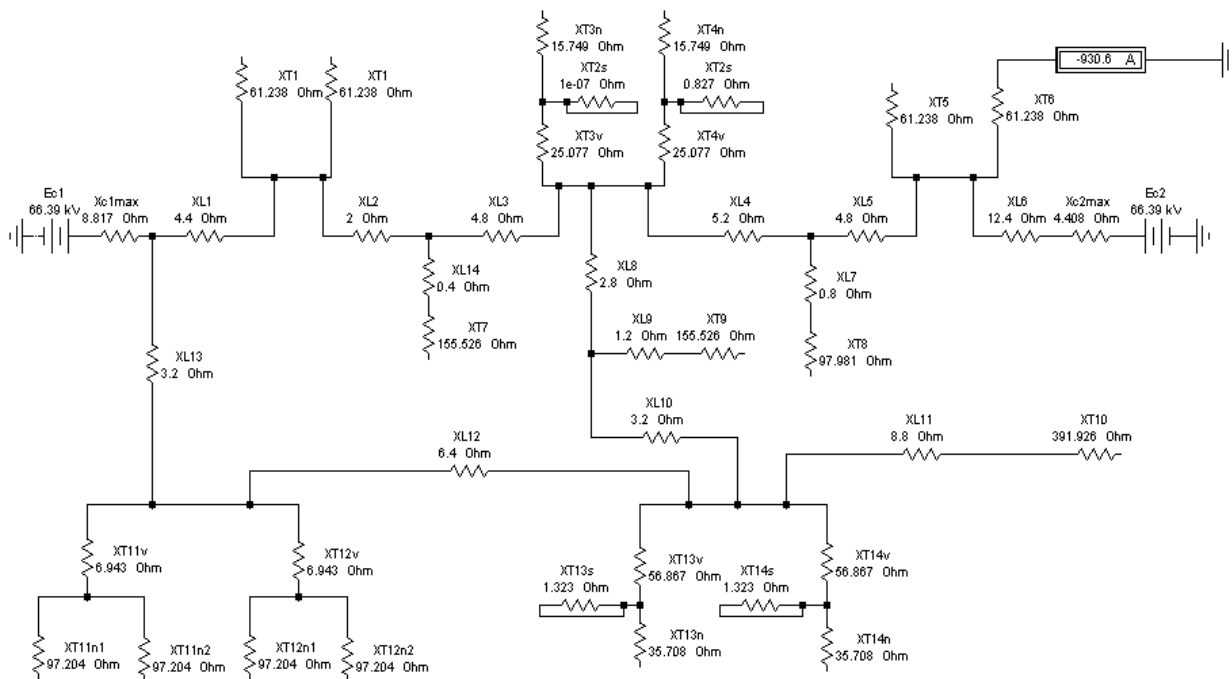 XT3n
15.749 Ohm
XT4n
15.749 Ohm
XT1
61.238 Ohm
XT1
61.238 Ohm
XT2s
1e-07 Ohm
XT2s
0.827 Ohm
-930.6 A
XT5
61.238 Ohm
XT6
61.238 Ohm
XT3v
25.077 Ohm
XT4v
25.077 Ohm
Ec1
66.39 kV
Xc1max
8.817 Ohm
XL1
4.4 Ohm
XL2
2 Ohm
XL3
4.8 Ohm
XL4
5.2 Ohm
XL5
4.8 Ohm
XL6
12.4 Ohm
Xc2max
4.408 Ohm
Ec2
66.39 kV
XL14
0.4 Ohm
XL8
2.8 Ohm
XL7
0.8 Ohm
XT7
155.526 Ohm
XL9
1.2 Ohm
XT9
155.526 Ohm
XT8
97.981 Ohm
XL13
3.2 Ohm
XL10
3.2 Ohm
XL12
6.4 Ohm
XL11
8.8 Ohm
XT10
391.926 Ohm
XT11v
6.943 Ohm
XT12v
6.943 Ohm
XT13v
56.867 Ohm
XT14v
56.867 Ohm
XT13s
1.323 Ohm
XT14s
1.323 Ohm
XT11n1
97.204 Ohm
XT11n2
97.204 Ohm
XT12n1
97.204 Ohm
XT12n2
97.204 Ohm
XT13n
35.708 Ohm
XT14n
35.708 Ohm